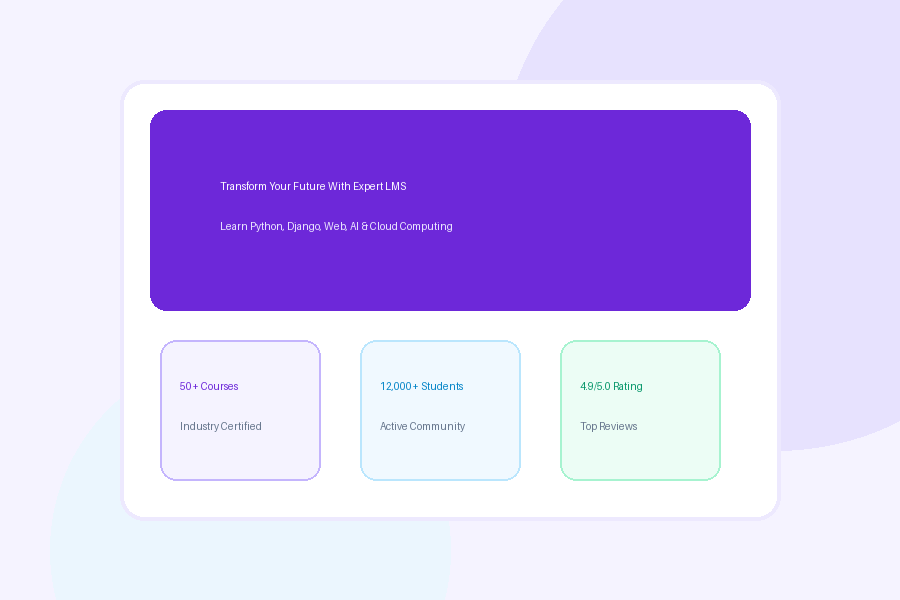 Transform Your Future With Expert LMS
Learn Python, Django, Web, AI & Cloud Computing
50+ Courses
Industry Certified
12,000+ Students
Active Community
4.9/5.0 Rating
Top Reviews